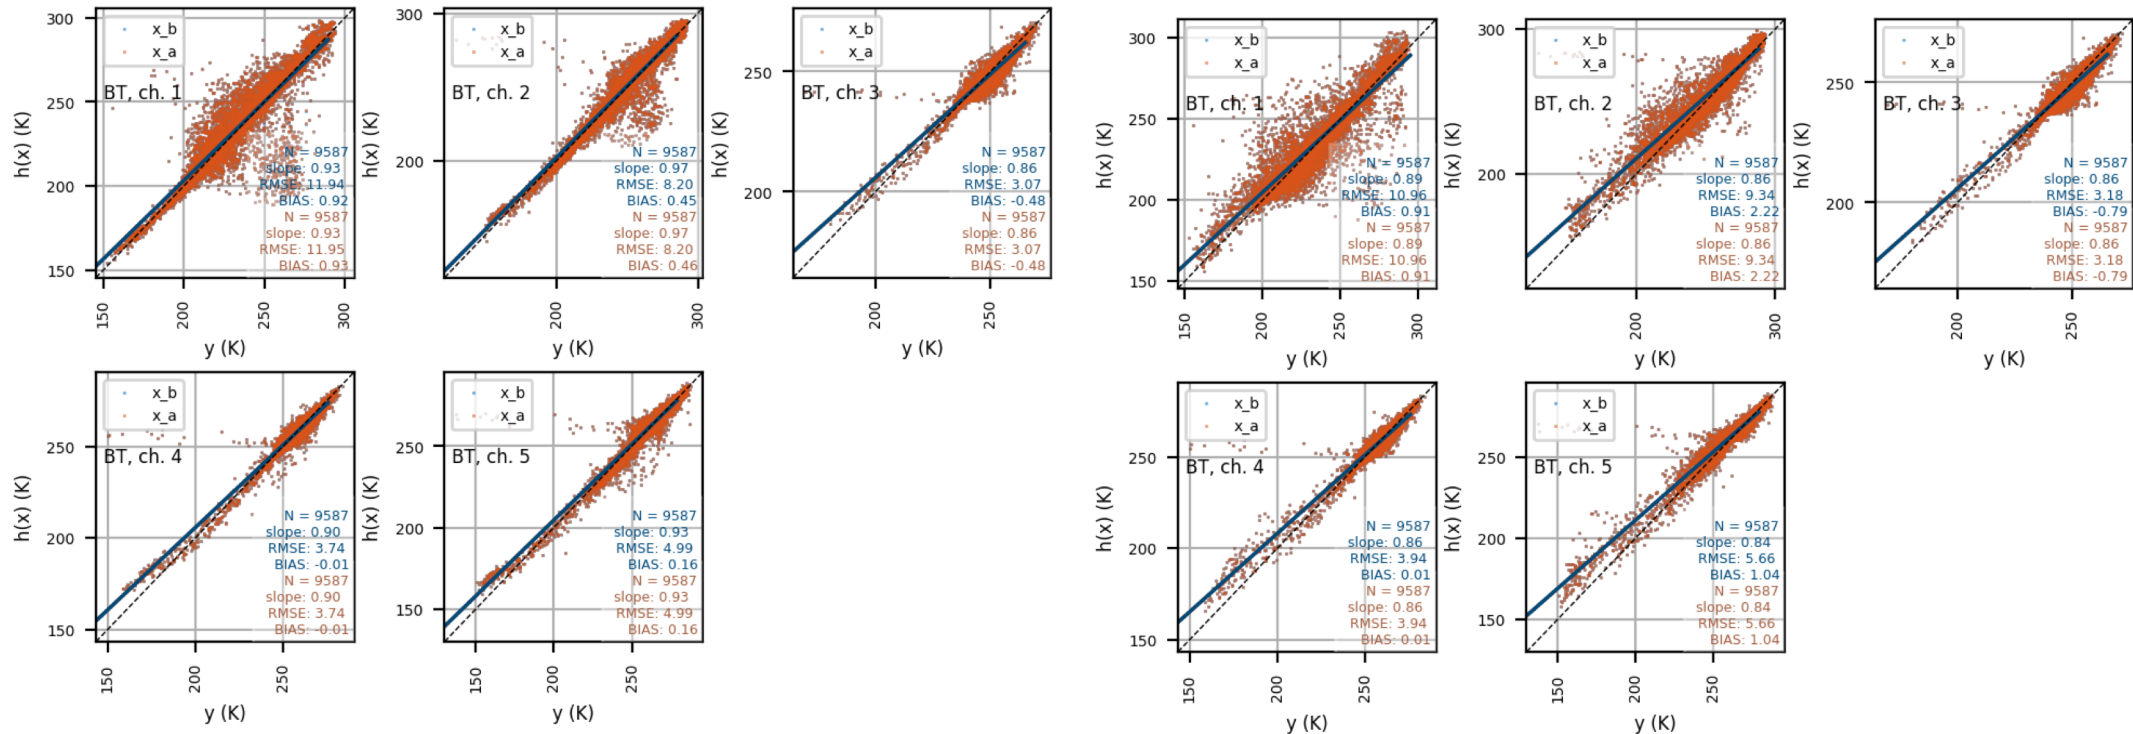 x_b
x_a
BT, ch. 1
N = 9587
slope: 0.93
RMSE: 11.94
BIAS: 0.92
N = 9587
slope: 0.93
RMSE: 11.95
BIAS: 0.93
h(x) (K)
300
250
200
150
150
200
250
300
y (K)
x_b
x_a
BT, ch. 2
N = 9587
slope: 0.97
RMSE: 8.20
BIAS: 0.45
N = 9587
slope: 0.97
RMSE: 8.20
BIAS: 0.46
h(x) (K)
300
200
200
300
y (K)
x_b
x_a
BT, ch. 3
N = 9587
slope: 0.86
RMSE: 3.07
BIAS: -0.48
N = 9587
slope: 0.86
RMSE: 3.07
BIAS: -0.48
h(x) (K)
250
200
200
250
y (K)
x_b
x_a
BT, ch. 1
N = 9587
slope: 0.89
RMSE: 10.96
BIAS: 0.91
N = 9587
slope: 0.89
RMSE: 10.96
BIAS: 0.91
h(x) (K)
300
250
200
150
150
200
250
300
y (K)
x_b
x_a
BT, ch. 2
N = 9587
slope: 0.86
RMSE: 9.34
BIAS: 2.22
N = 9587
slope: 0.86
RMSE: 9.34
BIAS: 2.22
h(x) (K)
300
200
200
300
y (K)
x_b
x_a
BT, ch. 3
N = 9587
slope: 0.86
RMSE: 3.18
BIAS: -0.79
N = 9587
slope: 0.86
RMSE: 3.18
BIAS: -0.79
h(x) (K)
250
200
200
250
y (K)
x_b
x_a
BT, ch. 4
N = 9587
slope: 0.90
RMSE: 3.74
BIAS: -0.01
N = 9587
slope: 0.90
RMSE: 3.74
BIAS: -0.01
h(x) (K)
250
200
150
150
200
250
y (K)
x_b
x_a
BT, ch. 5
N = 9587
slope: 0.93
RMSE: 4.99
BIAS: 0.16
N = 9587
slope: 0.93
RMSE: 4.99
BIAS: 0.16
h(x) (K)
250
200
150
150
200
250
y (K)
x_b
x_a
BT, ch. 4
N = 9587
slope: 0.86
RMSE: 3.94
BIAS: 0.01
N = 9587
slope: 0.86
RMSE: 3.94
BIAS: 0.01
h(x) (K)
250
200
150
150
200
250
y (K)
x_b
x_a
BT, ch. 5
N = 9587
slope: 0.84
RMSE: 5.66
BIAS: 1.04
N = 9587
slope: 0.84
RMSE: 5.66
BIAS: 1.04
h(x) (K)
250
200
150
150
200
250
y (K)